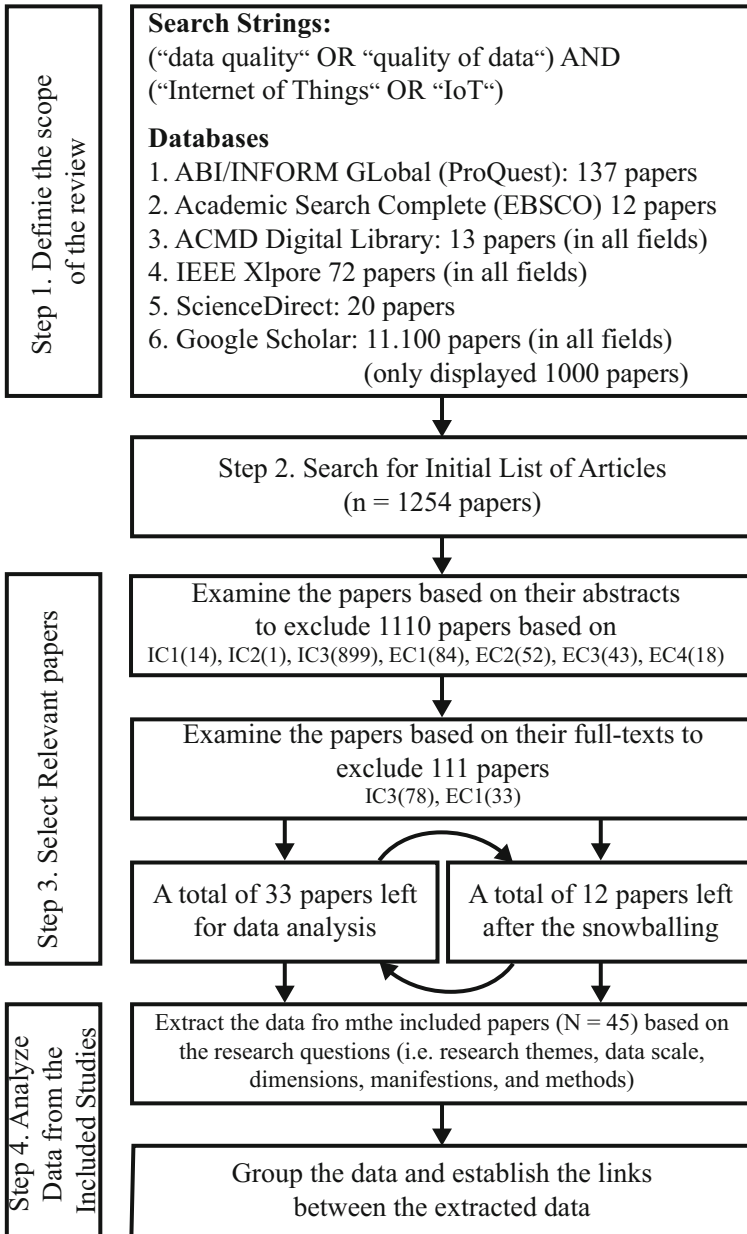 Step 1. Definie the scope
of the review
Search Strings:
(“data quality“ OR “quality of data“) AND
(“Internet of Things“ OR “IoT“)
Databases
1. ABI/INFORM GLobal (ProQuest): 137 papers
2. Academic Search Complete (EBSCO) 12 papers
3. ACMD Digital Library: 13 papers (in all fields)
4. IEEE Xlpore 72 papers (in all fields)
5. ScienceDirect: 20 papers
6. Google Scholar: 11.100 papers (in all fields)
(only displayed 1000 papers)
Step 2. Search for Initial List of Articles
(n = 1254 papers)
Step 3. Select Relevant papers
Examine the papers based on their abstracts
to exclude 1110 papers based on
IC1(14), IC2(1), IC3(899), EC1(84), EC2(52), EC3(43), EC4(18)
Examine the papers based on their full-texts to
exclude 111 papers
IC3(78), EC1(33)
A total of 33 papers left
for data analysis
A total of 12 papers left
after the snowballing
Step 4. Analyze
Data from the
Included Studies
Extract the data fro mthe included papers (N = 45) based on
the research questions (i.e. research themes, data scale,
dimensions, manifestions, and methods)
Group the data and establish the links
between the extracted data